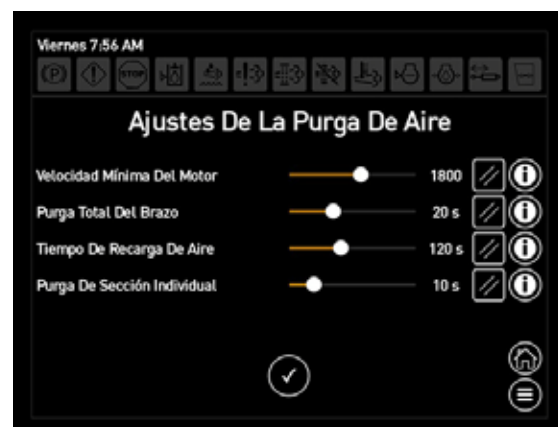 Viernes 7:56 AM
(P) STOP
Ajustes De La Purga De Aire
Velocidad Mínima Del Motor 1800
Purga Total Del Brazo 20 s
Tiempo De Recarga De Aire 120 s
Purga De Sección Individual 10 s